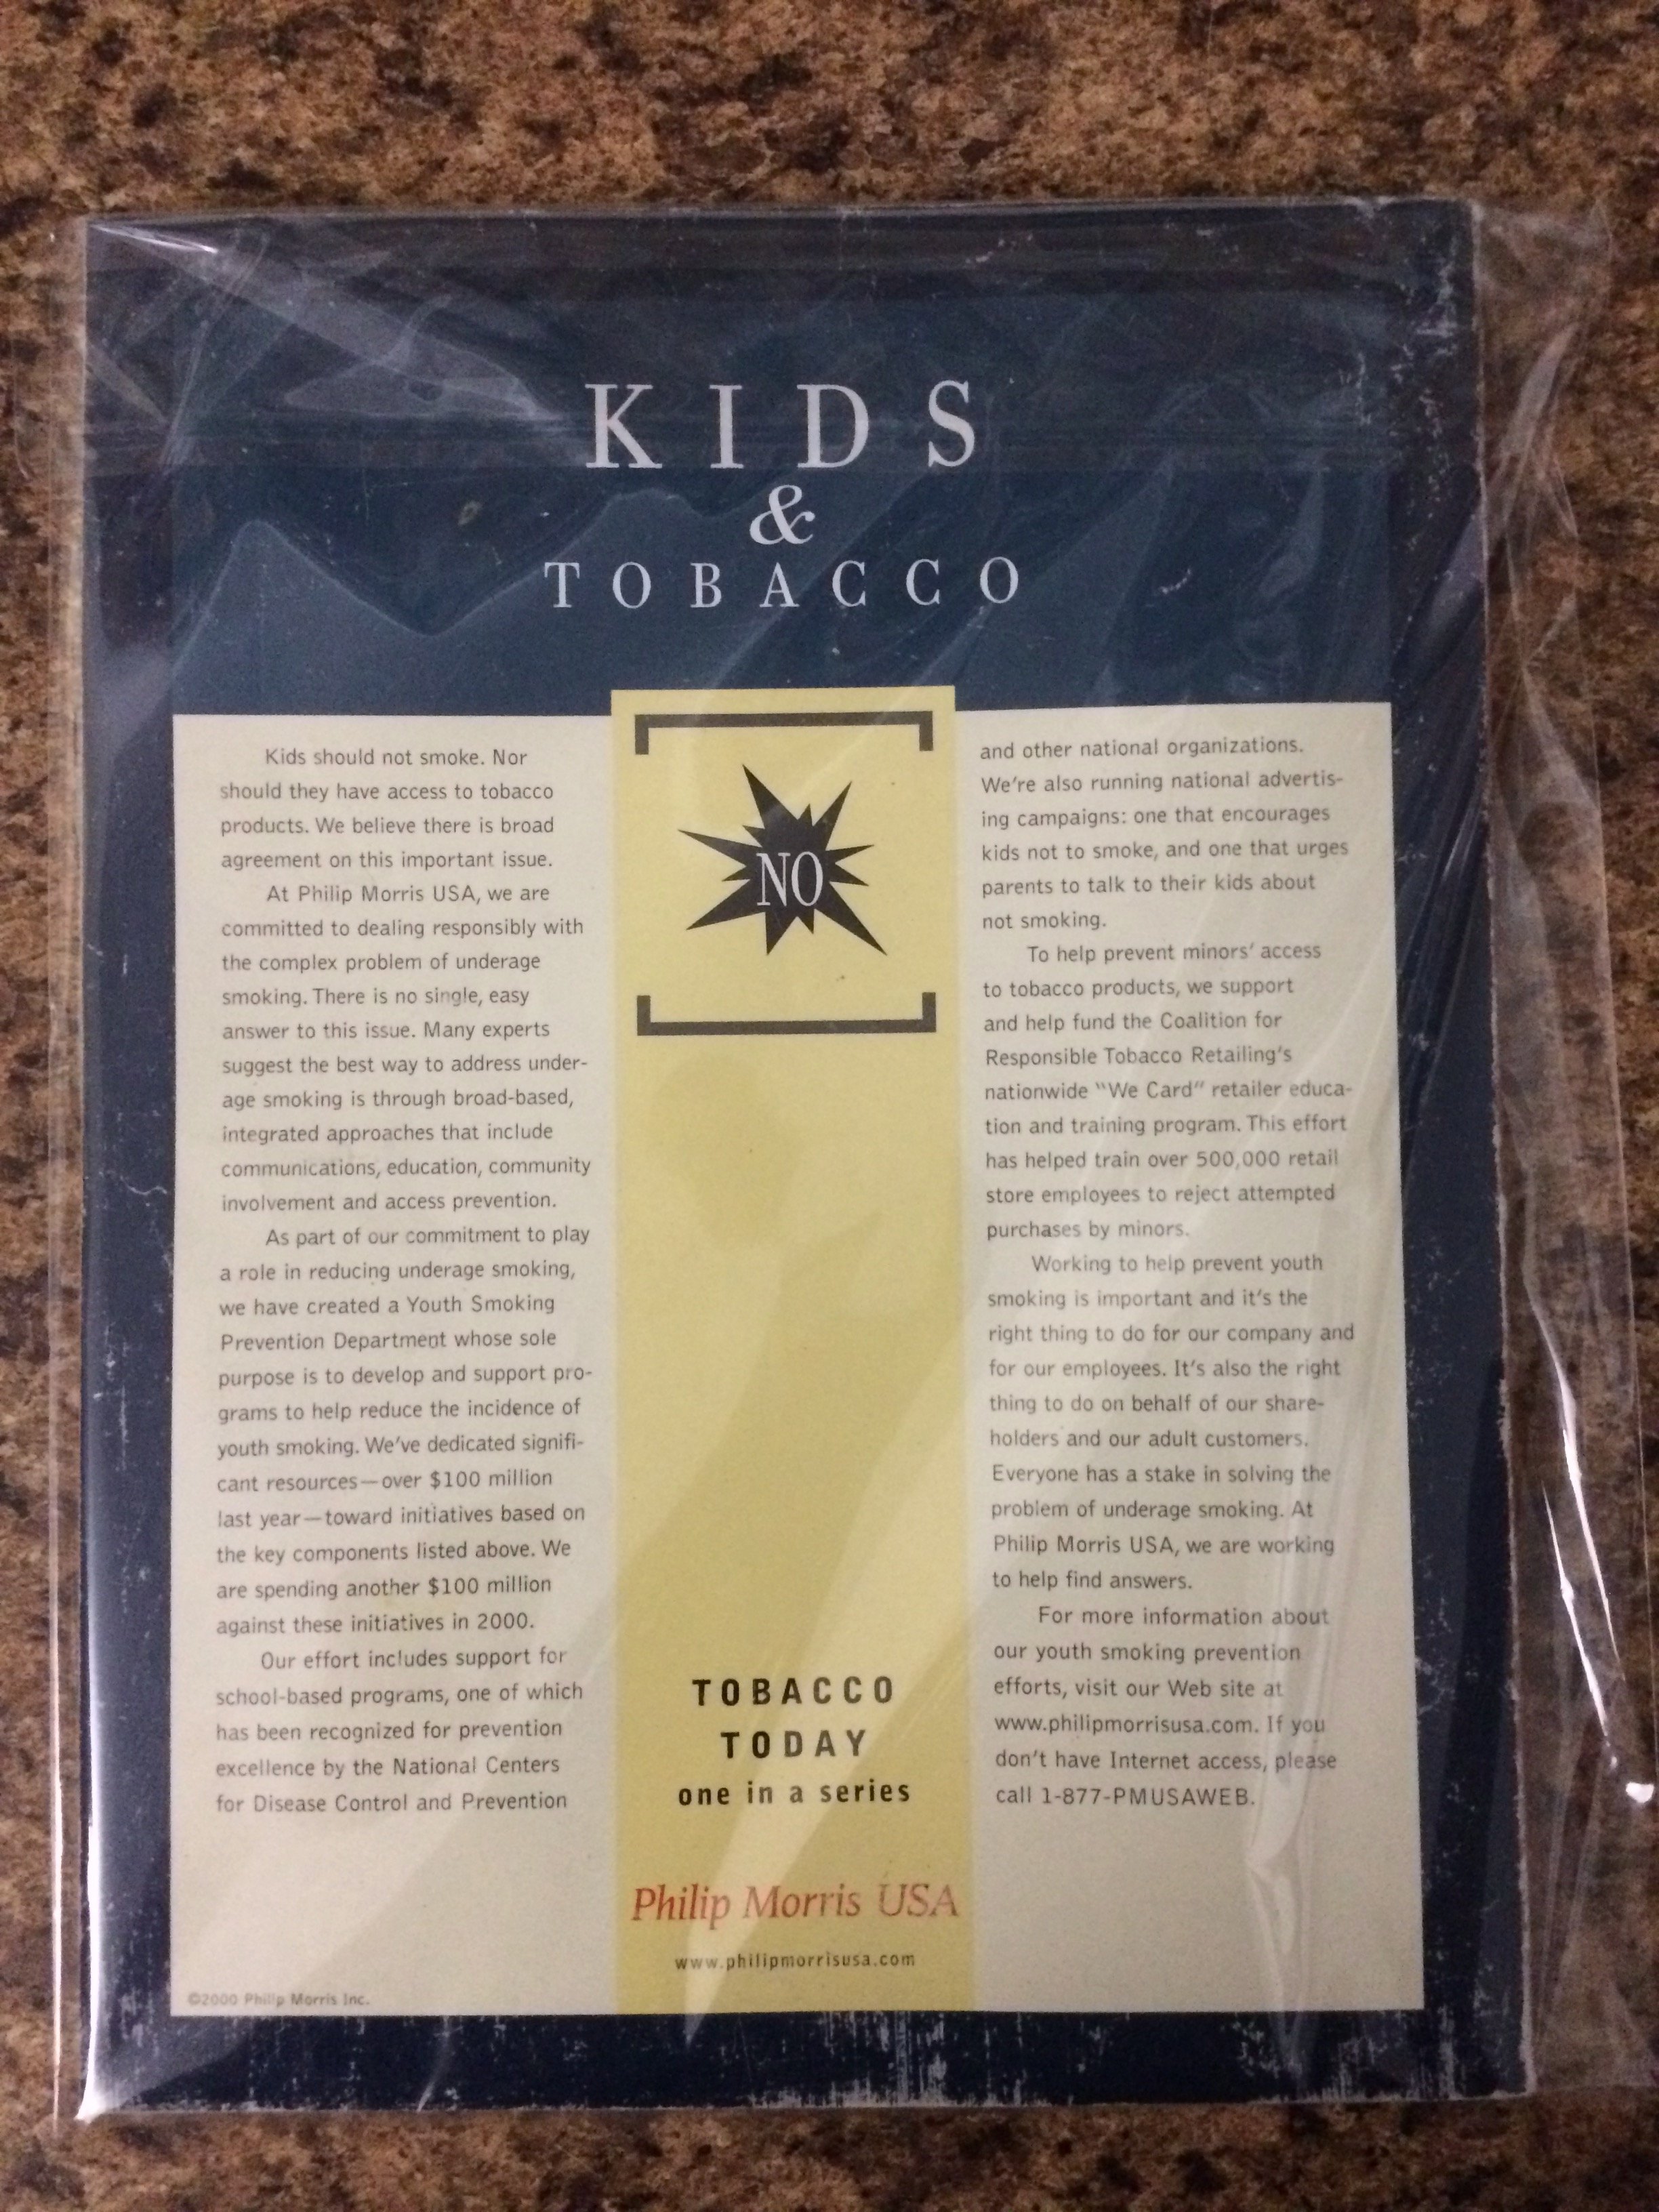 KIDS
&
TOBACCO
Kids should not smoke. Nor
should they have access to tobacco
products. We believe there is broad
agreement on this important issue.
At Philip Morris USA, we are
committed to dealing responsibly with
the complex problem of underage
smoking. There is no single, easy
answer to this issue. Many experts
suggest the best way to address under-
age smoking is through broad-based,
integrated approaches that include
communications, education, community
involvement and access prevention.
As part of our commitment to play
a role in reducing underage smoking,
we have created a Youth Smoking
Prevention Department whose sole
purpose is to develop and support pro-
grams to help reduce the incidence of
youth smoking. We've dedicated signifi-
cant resources—over $100 million
last year—toward initiatives based on
the key components listed above. We
are spending another $100 million
against these initiatives in 2000.
Our effort includes support for
school-based programs, one of which
has been recognized for prevention
excellence by the National Centers
for Disease Control and Prevention
©2000 Philip Morris Inc.
NO
TOBACCO
TODAY
one in a series
Philip Morris USA
www.philipmorrisusa.com
and other national organizations.
We're also running national advertis-
ing campaigns: one that encourages
kids not to smoke, and one that urges
parents to talk to their kids about
not smoking.
To help prevent minors' access
to tobacco products, we support
and help fund the Coalition for
Responsible Tobacco Retailing's
nationwide "We Card" retailer educa-
tion and training program. This effort
has helped train over 500,000 retail
store employees to reject attempted
purchases by minors.
Working to help prevent youth
smoking is important and it's the
right thing to do for our company and
for our employees. It's also the right
thing to do on behalf of our share-
holders and our adult customers.
Everyone has a stake in solving the
problem of underage smoking. At
Philip Morris USA, we are working
to help find answers.
For more information about
our youth smoking prevention
efforts, visit our Web site at
www.philipmorrisusa.com. If you
don't have Internet access, please
call 1-877-PMUSAWEB.